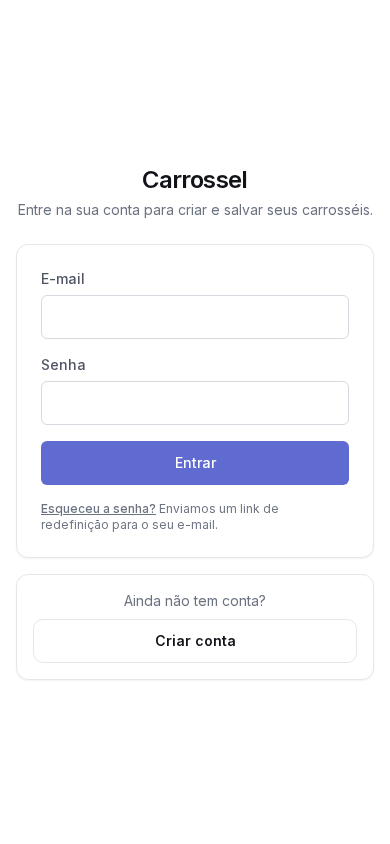 Carrossel
Entre na sua conta para criar e salvar seus carrosséis.
E-mail
Senha
Entrar
Esqueceu a senha? Enviamos um link de
redefinição para o seu e-mail.
Ainda não tem conta?
Criar conta